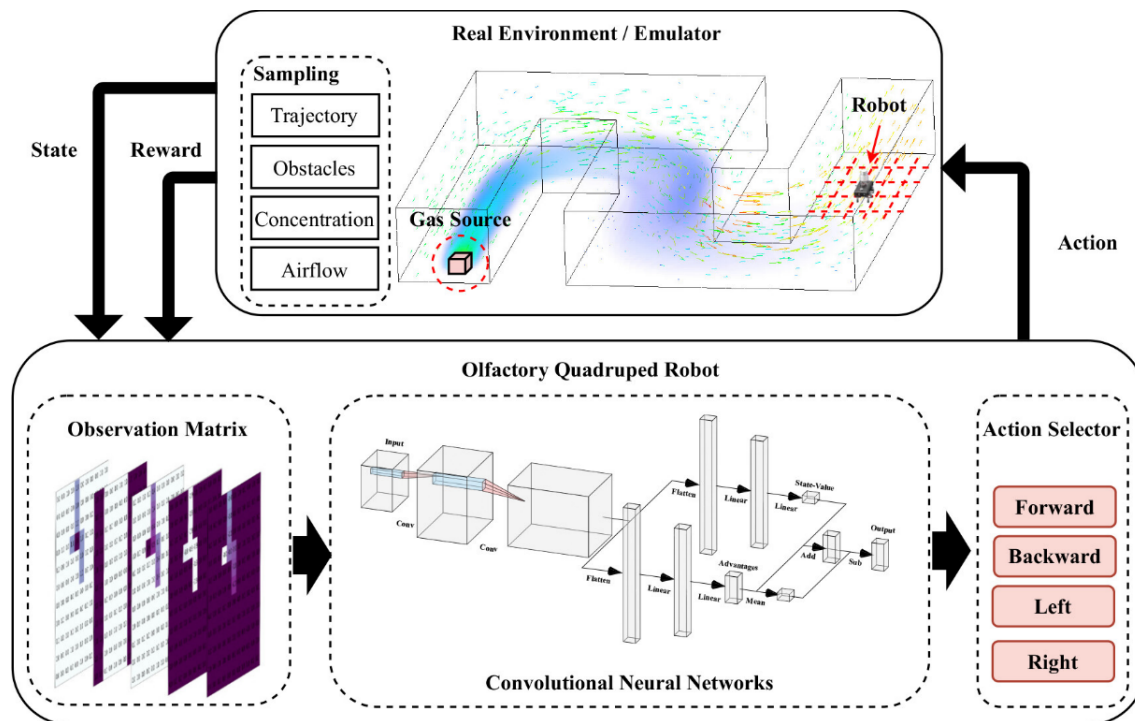 Real Environment / Emulator
Sampling
Trajectory
Obstacles
Concentration
Airflow
Gas Source
Robot
State
Reward
Action
Olfactory Quadruped Robot
Observation Matrix
Input
Conv
Conv
Flatten
Linear
Linear
State-Value
Flatten
Linear
Linear
Advantages
Mean
Add
Sub
Output
Convolutional Neural Networks
Action Selector
Forward
Backward
Left
Right